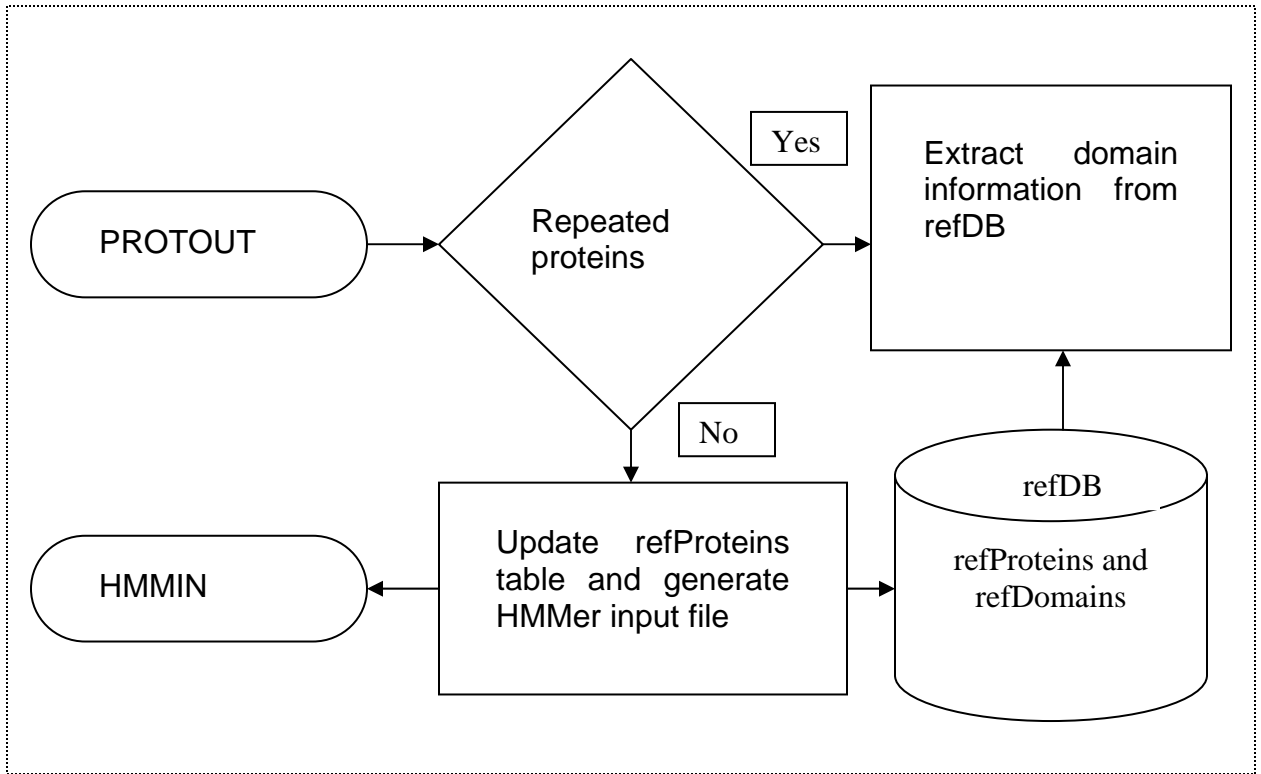 PROTOUT
Repeated
proteins
Yes
Extract domain
information from
refDB
No
HMMIN
Update refProteins
table and generate
HMMer input file
refDB
refProteins and
refDomains